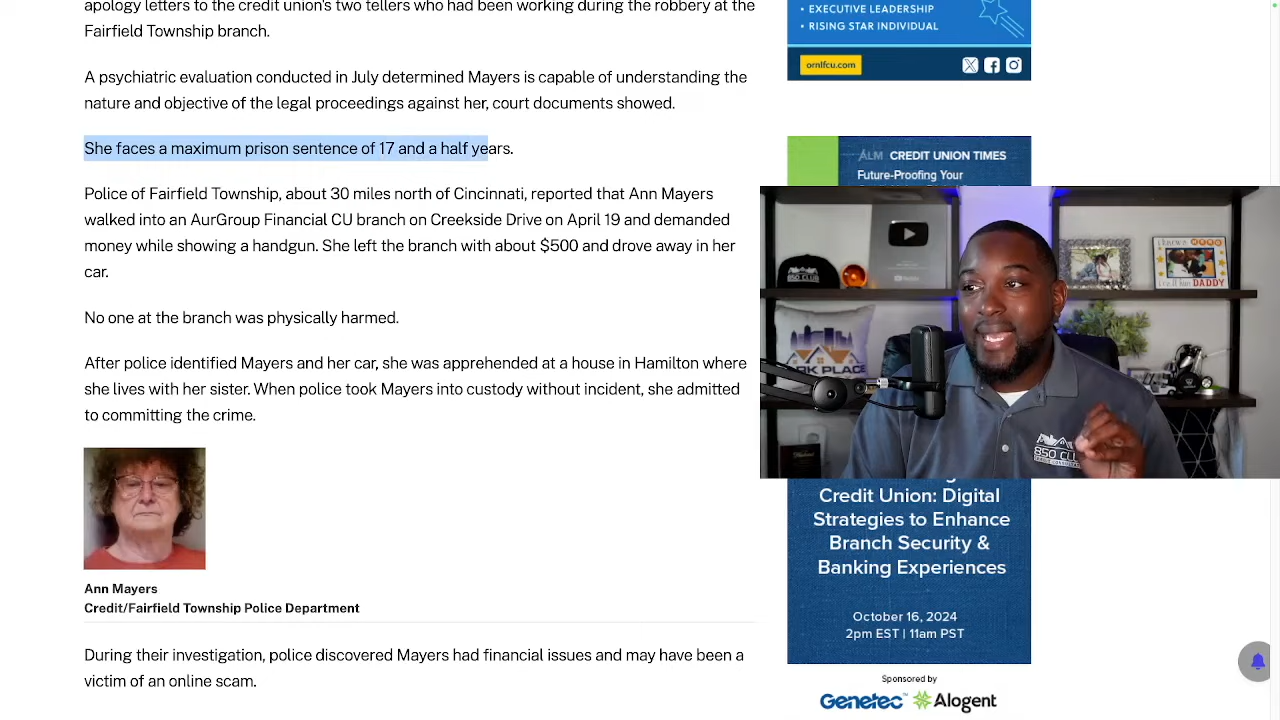 apology letters to the credit union's two tellers who had been working during the robbery at the
Fairfield Township branch.
A psychiatric evaluation conducted in July determined Mayers is capable of understanding the
nature and objective of the legal proceedings against her, court documents showed.
She faces a maximum prison sentence of 17 and a half years.
Police of Fairfield Township, about 30 miles north of Cincinnati, reported that Ann Mayers
walked into an AurGroup Financial CU branch on Creekside Drive on April 19 and demanded
money while showing a handgun. She left the branch with about $500 and drove away in her
car.
No one at the branch was physically harmed.
After police identified Mayers and her car, she was apprehended at a house in Hamilton where
she lives with her sister. When police took Mayers into custody without incident, she admitted
to committing the crime.
Ann Mayers
Credit/Fairfield Township Police Department
During their investigation, police discovered Mayers had financial issues and may have been a
victim of an online scam.
• EXECUTIVE LEADERSHIP
• RISING STAR INDIVIDUAL
ornlfcu.com
ALM CREDIT UNION TIMES
Future-Proofing Your
Credit Union: Digital
Strategies to Enhance
Branch Security &
Banking Experiences
October 16, 2024
2pm EST | 11am PST
Sponsored by
Genetec™ Alogent
850 CLUB
RK PLACE
HERO
DADDY
850 CLU